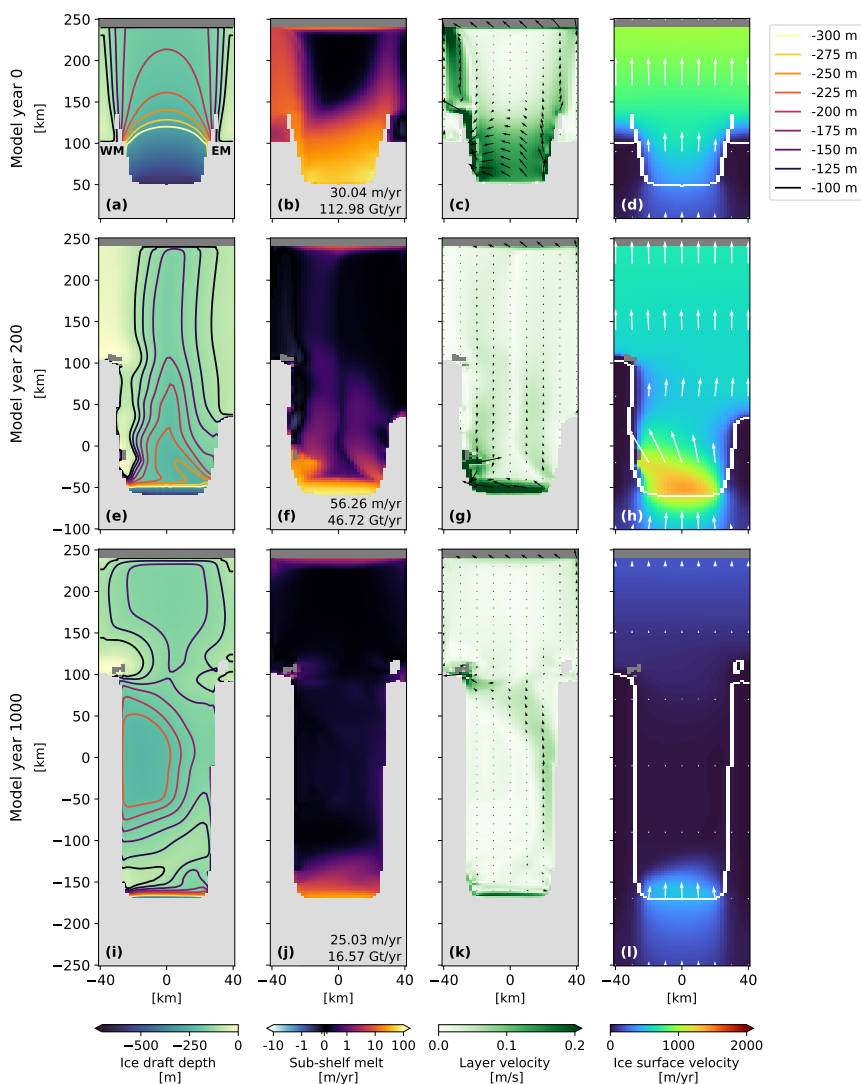 250
200
150
100
50
Model year 0
[km]
WM
EM
(a)
(b)
30.04 m/yr
112.98 Gt/yr
(c)
(d)
-300 m
-275 m
-250 m
-225 m
-200 m
-175 m
-150 m
-125 m
-100 m
250
200
150
100
50
0
−50
−100
Model year 200
[km]
(e)
(f)
56.26 m/yr
46.72 Gt/yr
(g)
(h)
250
200
150
100
50
0
−50
−100
−150
−200
−250
Model year 1000
[km]
(i)
(j)
25.03 m/yr
16.57 Gt/yr
(k)
(l)
−40 0 40
[km]
−40 0 40
[km]
−40 0 40
[km]
−40 0 40
[km]
−500 −250 0
Ice draft depth
[m]
-10 -1 0 1 10 100
Sub-shelf melt
[m/yr]
0.0 0.1 0.2
Layer velocity
[m/s]
0 1000 2000
Ice surface velocity
[m/yr]